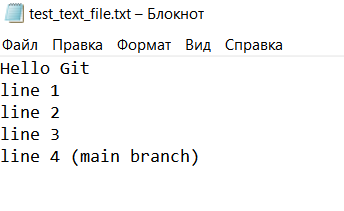 test_text_file.txt – Блокнот
Файл Правка Формат Вид Справка
Hello Git
line 1
line 2
line 3
line 4 (main branch)